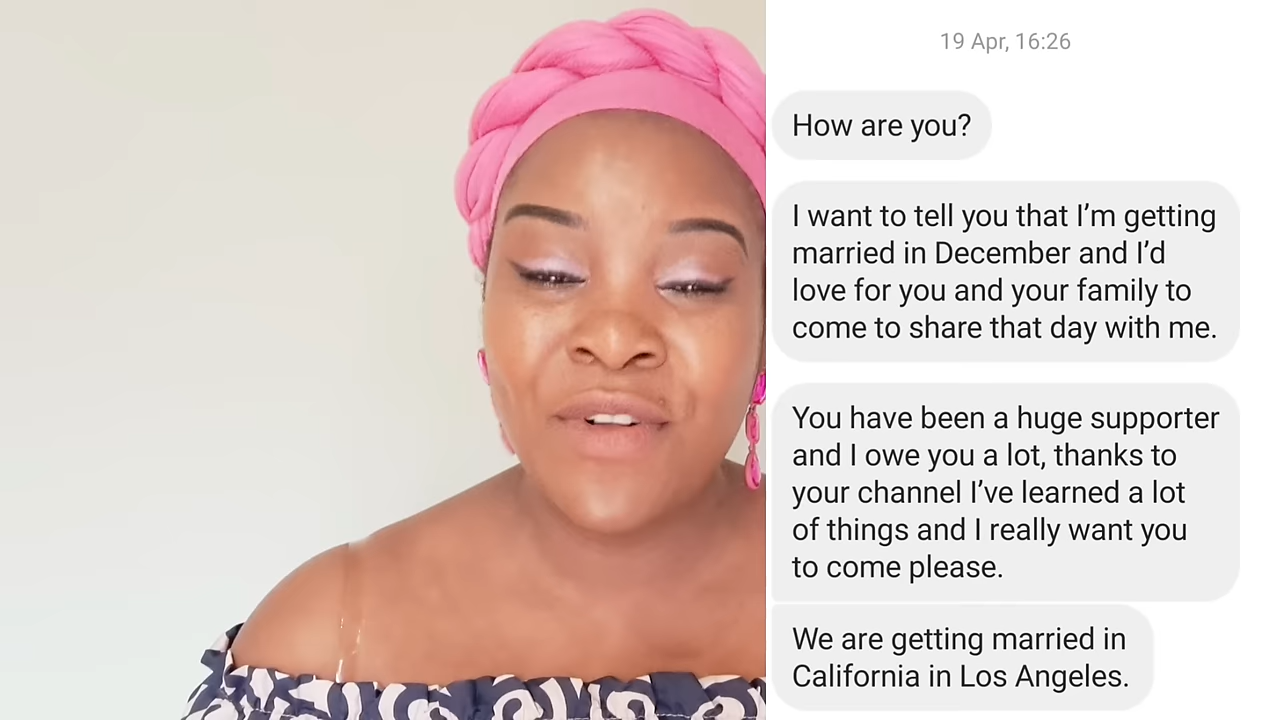 19 Apr, 16:26
How are you?
I want to tell you that I’m getting
married in December and I’d
love for you and your family to
come to share that day with me.
You have been a huge supporter
and I owe you a lot, thanks to
your channel I’ve learned a lot
of things and I really want you
to come please.
We are getting married in
California in Los Angeles.